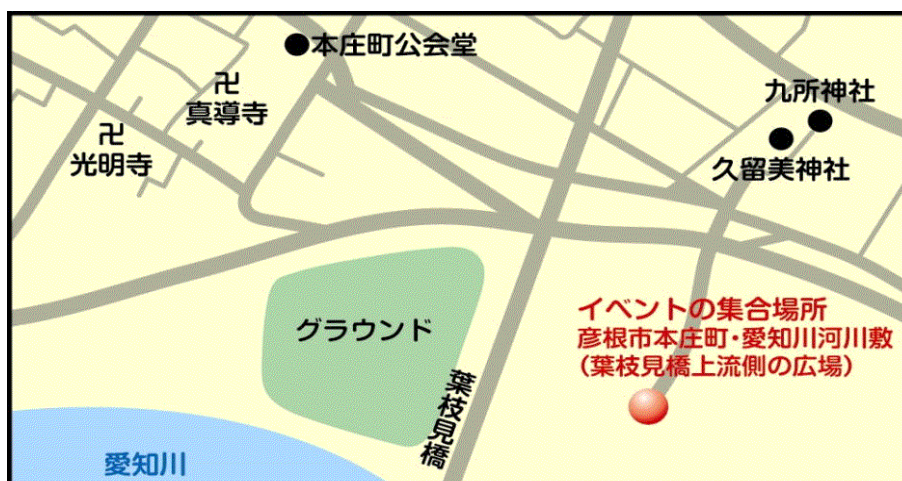 本庄町公会堂
卍
真導寺
卍
光明寺
九所神社
久留美神社
グラウンド
葉枝見橋
イベントの集合場所
彦根市本庄町・愛知川河川敷
(葉枝見橋上流側の広場)
愛知川